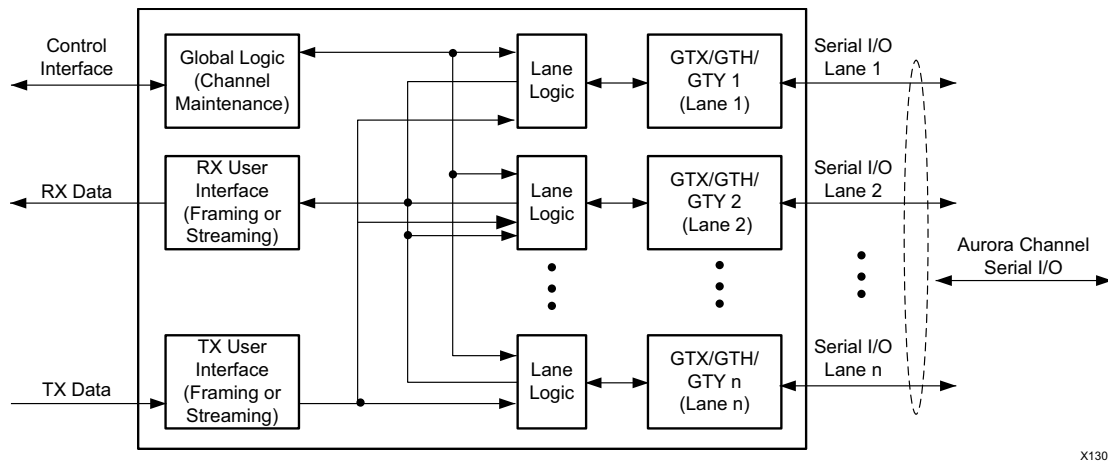 Control
Interface
Global Logic
(Channel
Maintenance)
Lane
Logic
GTX/GTH/
GTY 1
(Lane 1)
Serial I/O
Lane 1
RX Data
RX User
Interface
(Framing or
Streaming)
Lane
Logic
GTX/GTH/
GTY 2
(Lane 2)
Serial I/O
Lane 2
Aurora Channel
Serial I/O
TX Data
TX User
Interface
(Framing or
Streaming)
Lane
Logic
GTX/GTH/
GTY n
(Lane n)
Serial I/O
Lane n
X130